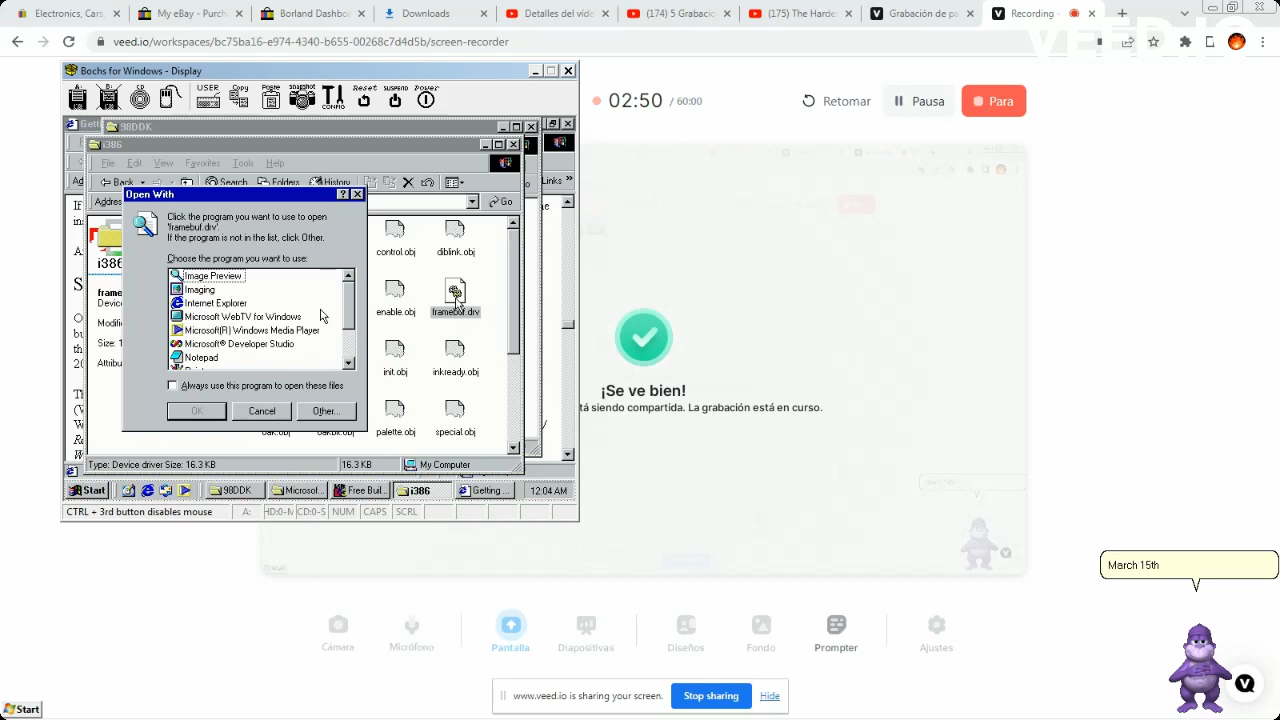 Electronics, Cars,
My eBay - Purch
Borland Boardwal
Downloads
Detalles del vide
(174) 5 Grabació
(175) The Harde
Grabación de pa
Recording -
veed.io/workspaces/bc75ba16-e974-4340-b655-00268c7d4d5b/screen-recorder
VEED.IO
Bochs for Windows - Display
USER
Copy
Paste
snapshot
CONFIG
Reset
suspend
Power
02:50 / 60:00
Retomar
Pausa
Para
98DDK
i386
File Edit View Favorites Tools Help
Back
Search
Folders
History
Links
Address
Go
Open With
Click the program you want to use to open
'framebuf.drv'.
If the program is not in the list, click Other.
Choose the program you want to use:
Image Preview
Imaging
Internet Explorer
Microsoft WebTV for Windows
Microsoft(R) Windows Media Player
Microsoft® Developer Studio
Notepad
Always use this program to open these files
OK
Cancel
Other...
i386
control.obj
diblink.obj
enable.obj
framebuf.drv
init.obj
inkready.obj
palette.obj
special.obj
Type: Device driver Size: 16.3 KB
16.3 KB
My Computer
Start
98DDK
Microsof...
Free Buil...
i386
Getting ...
12:04 AM
CTRL + 3rd button disables mouse
A:
NUM
CAPS
SCRL
¡Se ve bien!
tá siendo compartida. La grabación está en curso.
March 15th
Cámara
Micrófono
Pantalla
Diapositivas
Diseños
Fondo
Prompter
Ajustes
www.veed.io is sharing your screen.
Stop sharing
Hide
Start